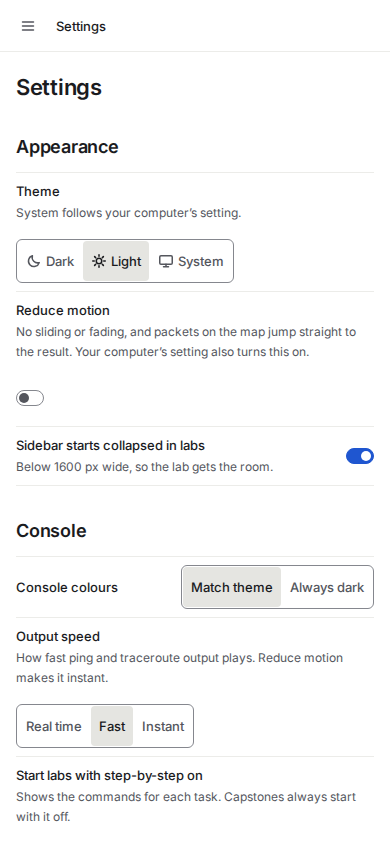 Settings
Settings
Appearance
Theme
System follows your computer’s setting.
Dark Light System
Reduce motion
No sliding or fading, and packets on the map jump straight to
the result. Your computer’s setting also turns this on.
Sidebar starts collapsed in labs
Below 1600 px wide, so the lab gets the room.
Console
Console colours Match theme Always dark
Output speed
How fast ping and traceroute output plays. Reduce motion
makes it instant.
Real time Fast Instant
Start labs with step-by-step on
Shows the commands for each task. Capstones always start
with it off.